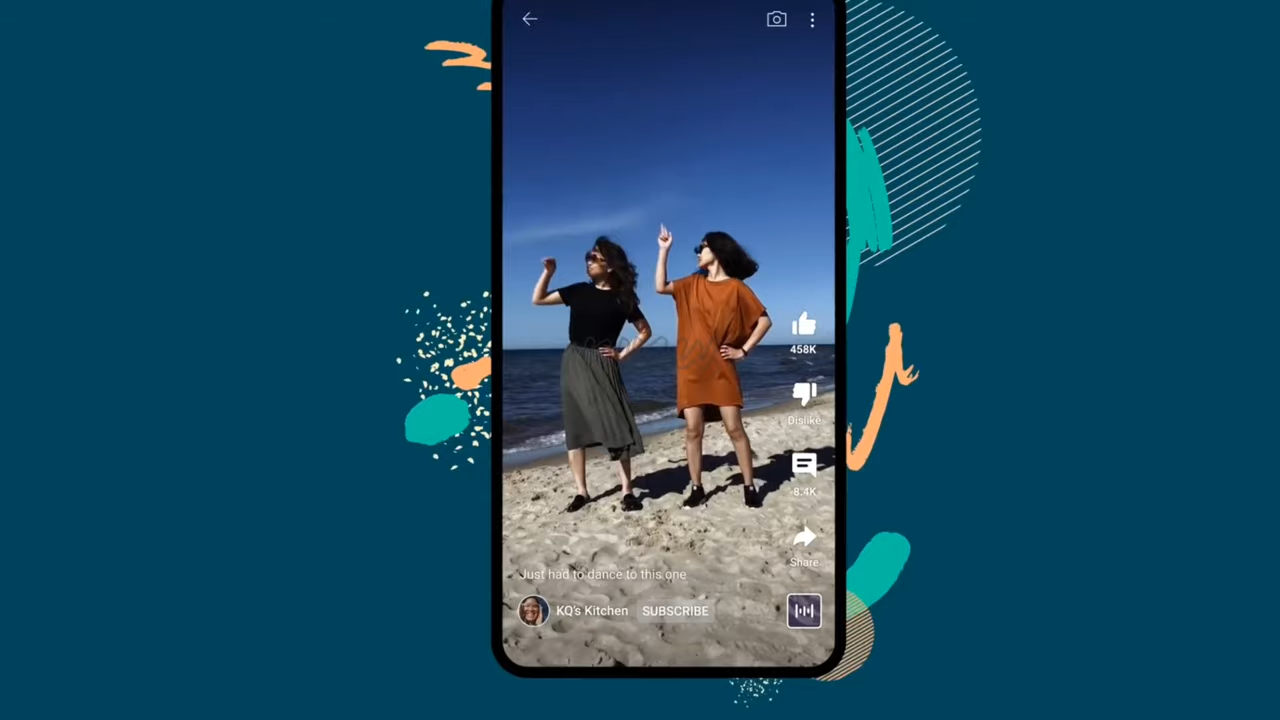 458K
Dislike
8.4K
Share
Just had to dance to this one
KQ's Kitchen SUBSCRIBE